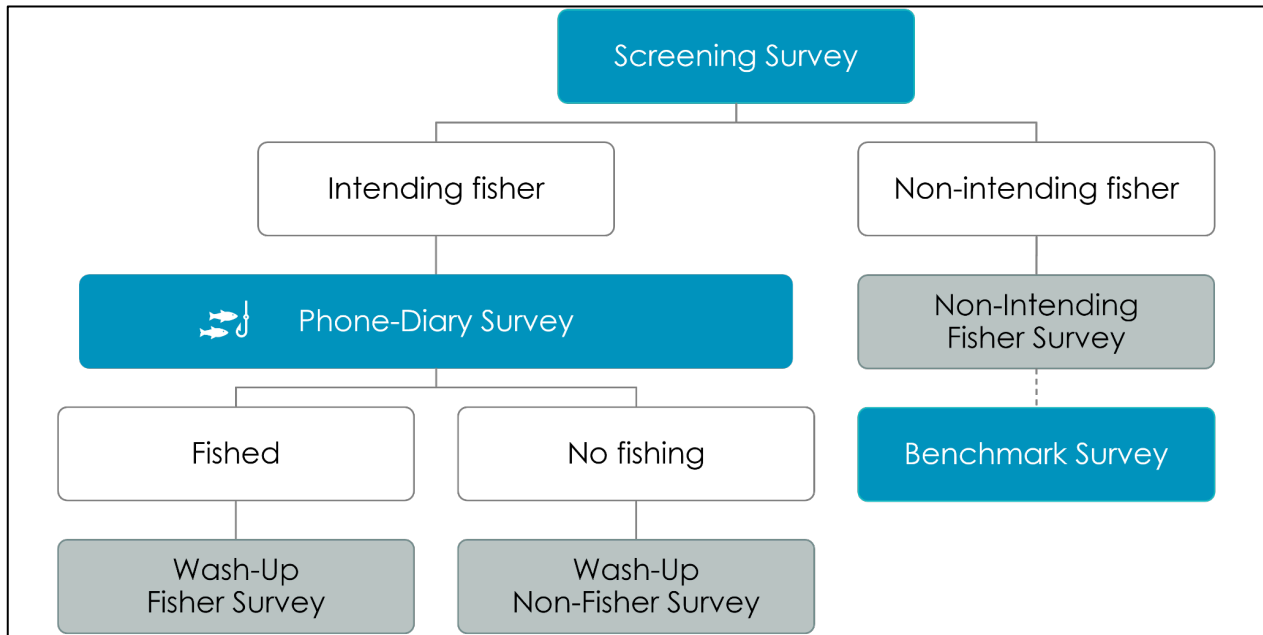 Screening Survey
Intending fisher
Non-intending fisher
Phone-Diary Survey
Non-Intending
Fisher Survey
Fished
No fishing
Benchmark Survey
Wash-Up
Fisher Survey
Wash-Up
Non-Fisher Survey